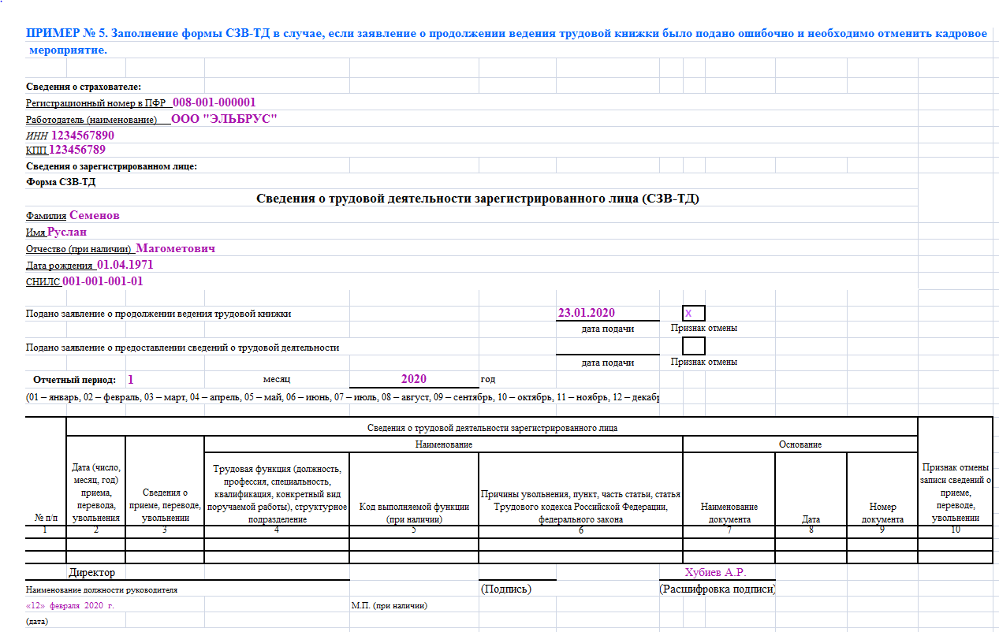 ПРИМЕР № 5. Заполнение формы СЗВ-ТД в случае, если заявление о продолжении ведения трудовой книжки было подано ошибочно и необходимо отменить кадровое
мероприятие.
Сведения о страхователе:
Регистрационный номер в ПФР 008-001-000001
Работодатель (наименование) ООО "ЭЛЬБРУС"
ИНН 1234567890
КПП 123456789
Сведения о зарегистрированном лице:
Форма СЗВ-ТД
Сведения о трудовой деятельности зарегистрированного лица (СЗВ-ТД)
Фамилия Семенов
Имя Руслан
Отчество (при наличии) Магометович
Дата рождения 01.04.1971
СНИЛС 001-001-001-01
Подано заявление о продолжении ведения трудовой книжки 23.01.2020 X
дата подачи Признак отмены
Подано заявление о предоставлении сведений о трудовой деятельности
дата подачи Признак отмены
Отчетный период: 1 месяц 2020 год
(01 – январь, 02 – февраль, 03 – март, 04 – апрель, 05 – май, 06 – июнь, 07 – июль, 08 – август, 09 – сентябрь, 10 – октябрь, 11 – ноябрь, 12 – декабр
Сведения о трудовой деятельности зарегистрированного лица
Наименование
Основание
№ п/п
Дата (число,
месяц, год)
приема,
перевода,
увольнения
Сведения о
приеме, переводе,
увольнении
Трудовая функция (должность,
профессия, специальность,
квалификация, конкретный вид
поручаемой работы), структурное
подразделение
Код выполняемой функции
(при наличии)
Причины увольнения, пункт, часть статьи, статья
Трудового кодекса Российской Федерации,
федерального закона
Наименование
документа
Дата
Номер
документа
Признак отмены
записи сведений о
приеме,
переводе,
увольнении
1 2 3 4 5 6 7 8 9 10
Директор Хубиев А.Р.
Наименование должности руководителя (Подпись) (Расшифровка подписи)
«12» февраля 2020 г. М.П. (при наличии)
(дата)